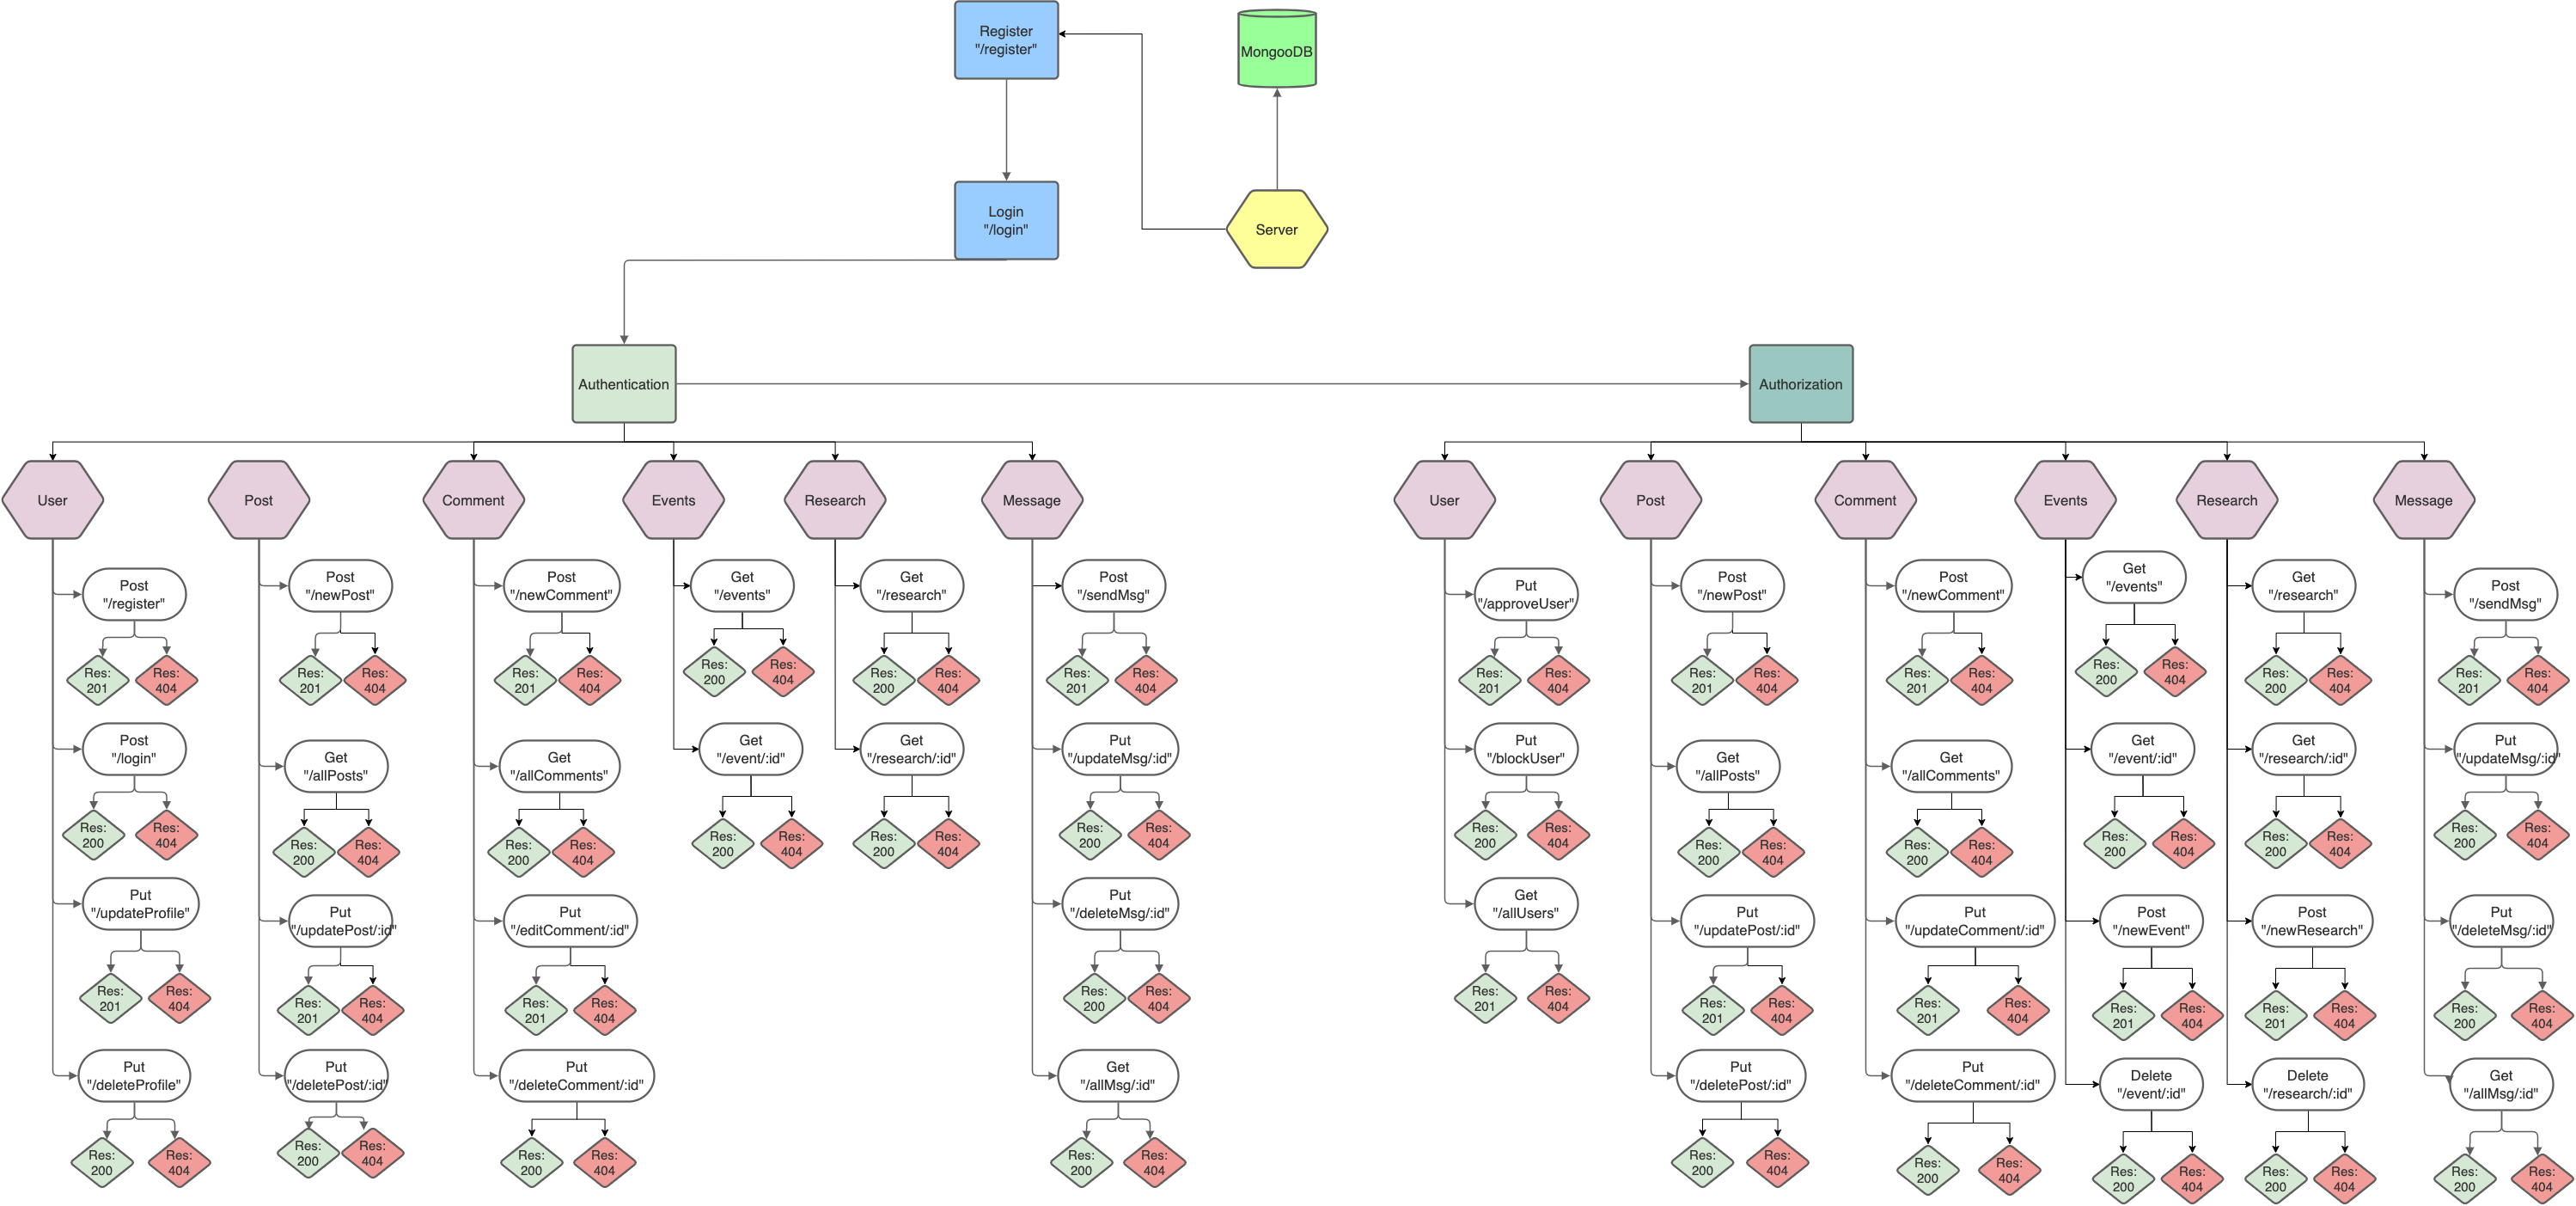 Register
"/register"
MongooDB
Login
"/login"
Server
Authentication
Authorization
User
Post
Comment
Events
Research
Message
User
Post
Comment
Events
Research
Message
Post
"/register"
Res:
201
Res:
404
Post
"/login"
Res:
200
Res:
404
Put
"/updateProfile"
Res:
201
Res:
404
Put
"/deleteProfile"
Res:
200
Res:
404
Post
"/newPost"
Res:
201
Res:
404
Get
"/allPosts"
Res:
200
Res:
404
Put
"/updatePost/:id"
Res:
201
Res:
404
Put
"/deletePost/:id"
Res:
200
Res:
404
Post
"/newComment"
Res:
201
Res:
404
Get
"/allComments"
Res:
200
Res:
404
Put
"/editComment/:id"
Res:
201
Res:
404
Put
"/deleteComment/:id"
Res:
200
Res:
404
Get
"/events"
Res:
200
Res:
404
Get
"/event/:id"
Res:
200
Res:
404
Get
"/research"
Res:
200
Res:
404
Get
"/research/:id"
Res:
200
Res:
404
Post
"/sendMsg"
Res:
201
Res:
404
Put
"/updateMsg/:id"
Res:
200
Res:
404
Put
"/deleteMsg/:id"
Res:
200
Res:
404
Get
"/allMsg/:id"
Res:
200
Res:
404
Put
"/approveUser"
Res:
201
Res:
404
Put
"/blockUser"
Res:
200
Res:
404
Get
"/allUsers"
Res:
201
Res:
404
Post
"/newPost"
Res:
201
Res:
404
Get
"/allPosts"
Res:
200
Res:
404
Put
"/updatePost/:id"
Res:
201
Res:
404
Put
"/deletePost/:id"
Res:
200
Res:
404
Post
"/newComment"
Res:
201
Res:
404
Get
"/allComments"
Res:
200
Res:
404
Put
"/updateComment/:id"
Res:
201
Res:
404
Put
"/deleteComment/:id"
Res:
200
Res:
404
Get
"/events"
Res:
200
Res:
404
Get
"/event/:id"
Res:
200
Res:
404
Post
"/newEvent"
Res:
201
Res:
404
Delete
"/event/:id"
Res:
200
Res:
404
Get
"/research"
Res:
200
Res:
404
Get
"/research/:id"
Res:
200
Res:
404
Post
"/newResearch"
Res:
201
Res:
404
Delete
"/research/:id"
Res:
200
Res:
404
Post
"/sendMsg"
Res:
201
Res:
404
Put
"/updateMsg/:id"
Res:
200
Res:
404
Put
"/deleteMsg/:id"
Res:
200
Res:
404
Get
"/allMsg/:id"
Res:
200
Res:
404